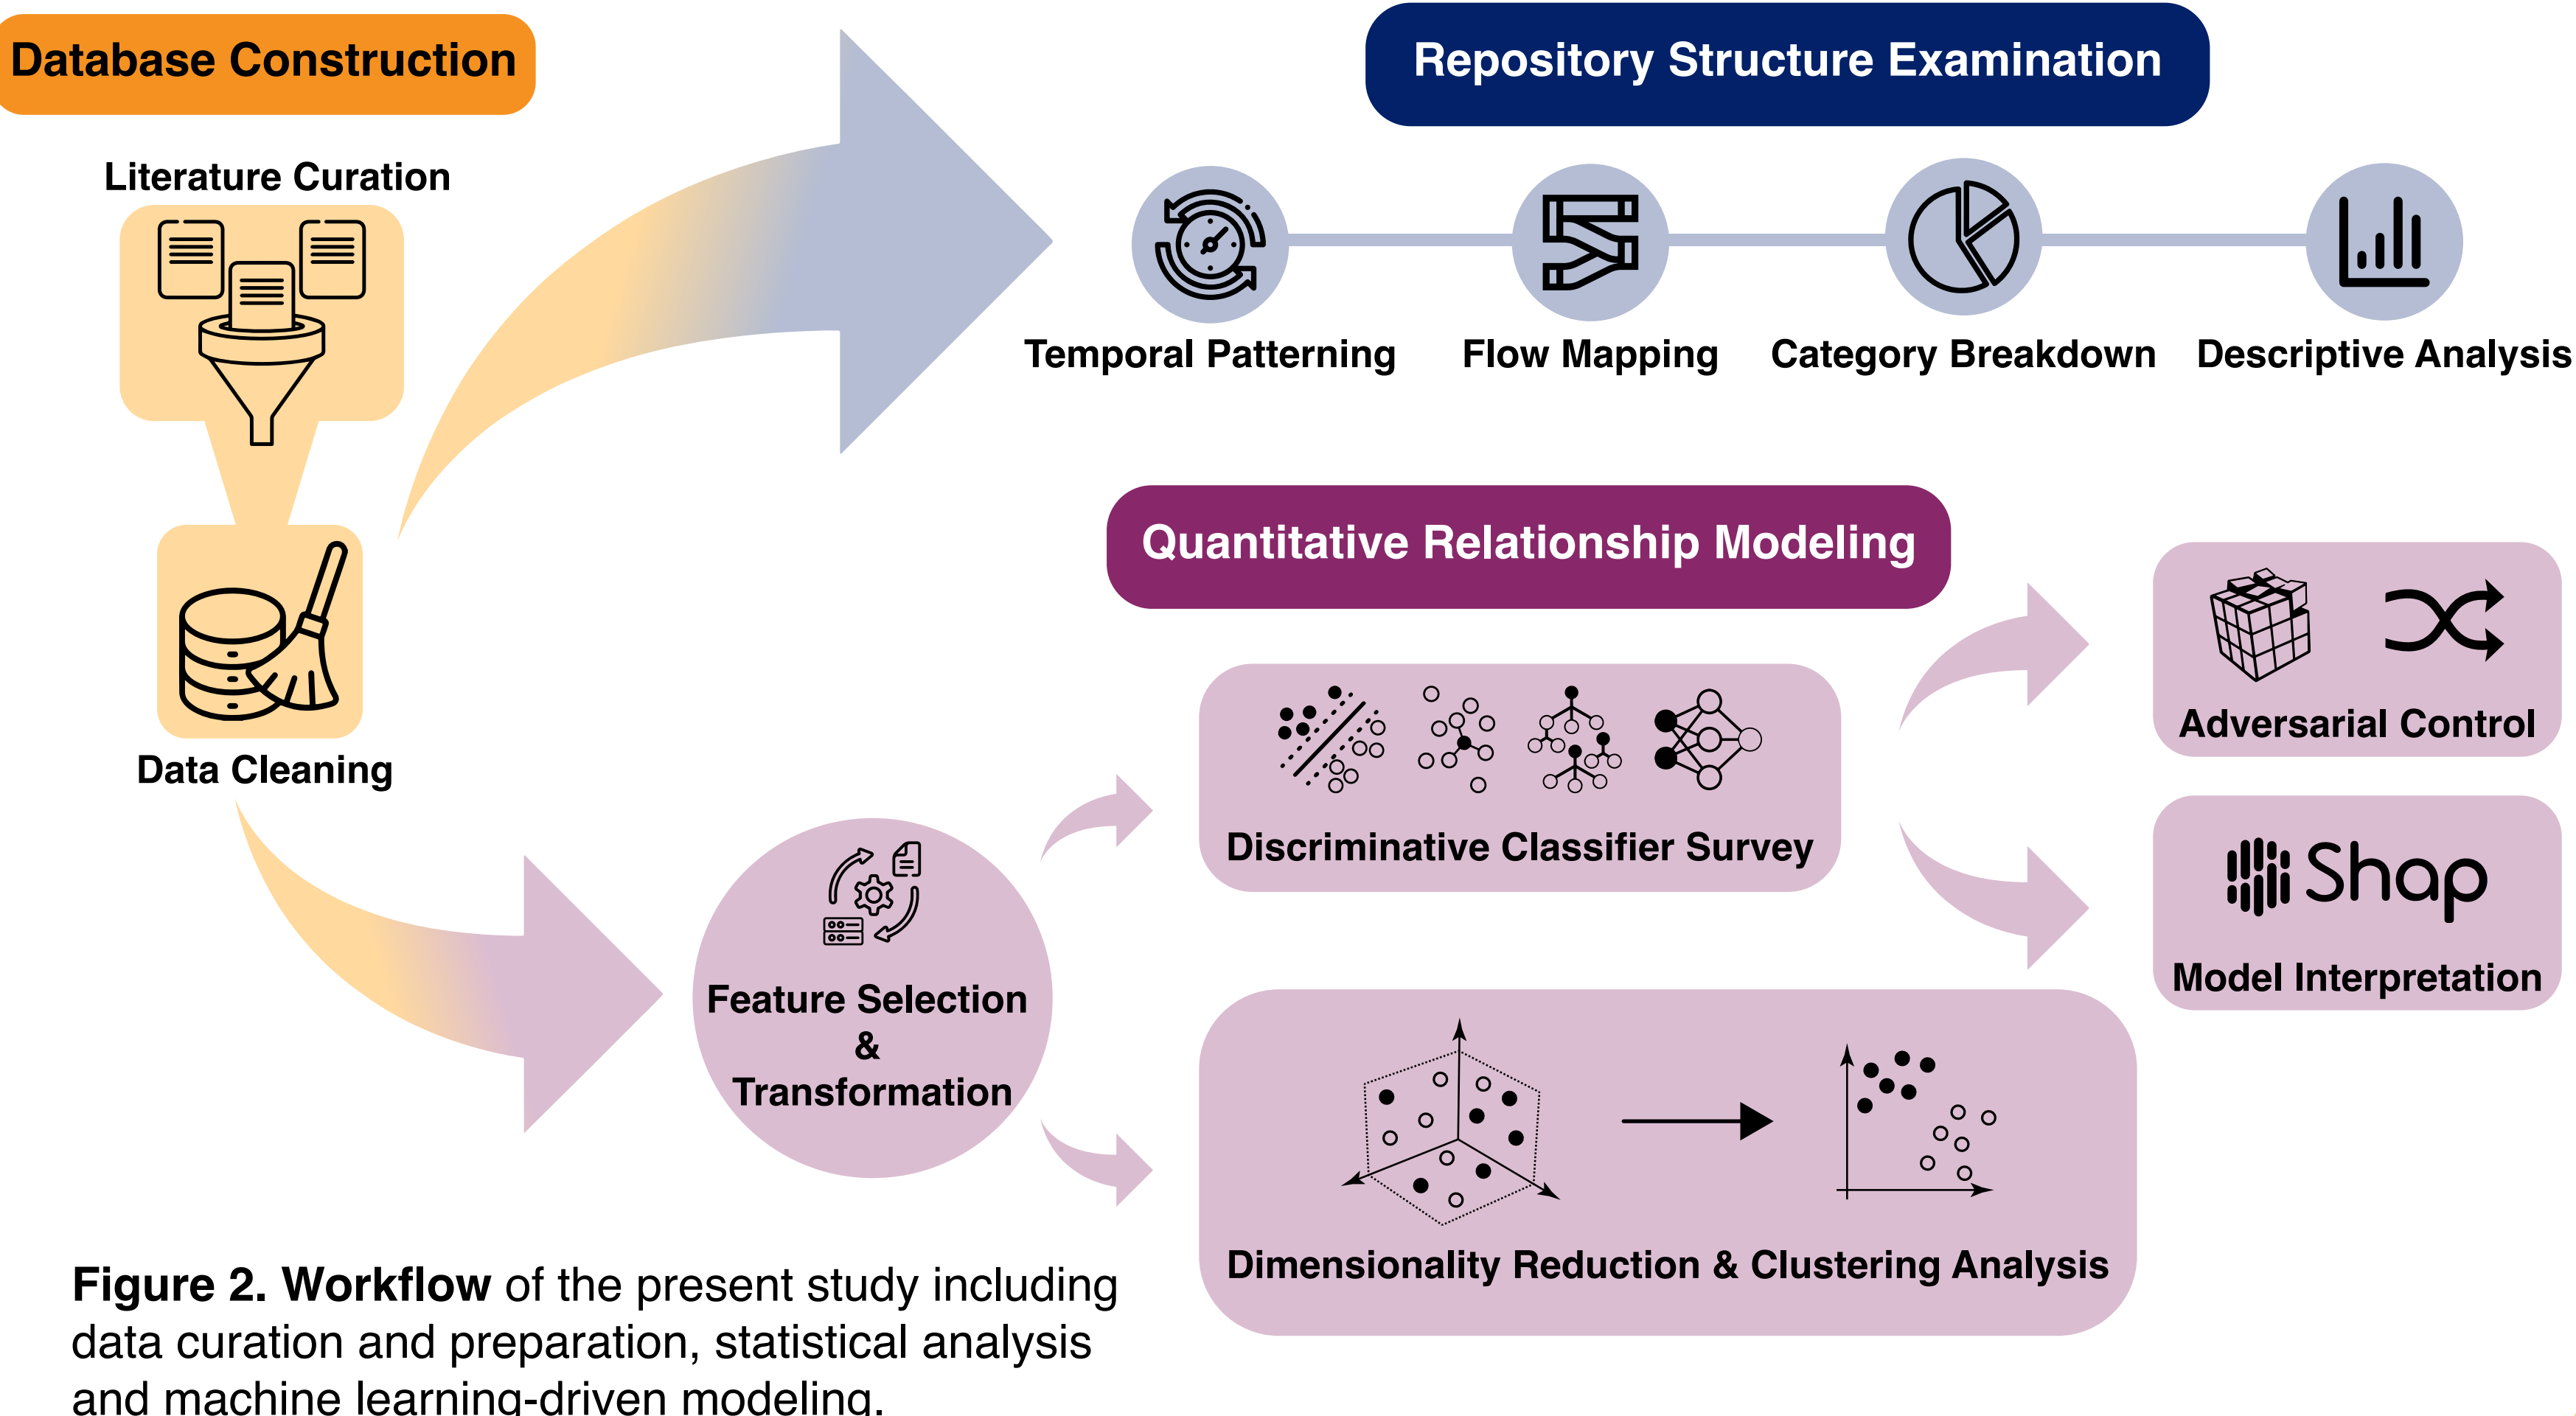 Database Construction
Literature Curation
Data Cleaning
Repository Structure Examination
Temporal Patterning
Flow Mapping
Category Breakdown
Descriptive Analysis
Quantitative Relationship Modeling
Feature Selection
&
Transformation
Discriminative Classifier Survey
Adversarial Control
Shap
Model Interpretation
Dimensionality Reduction & Clustering Analysis
Figure 2. Workflow of the present study including
data curation and preparation, statistical analysis
and machine learning-driven modeling.